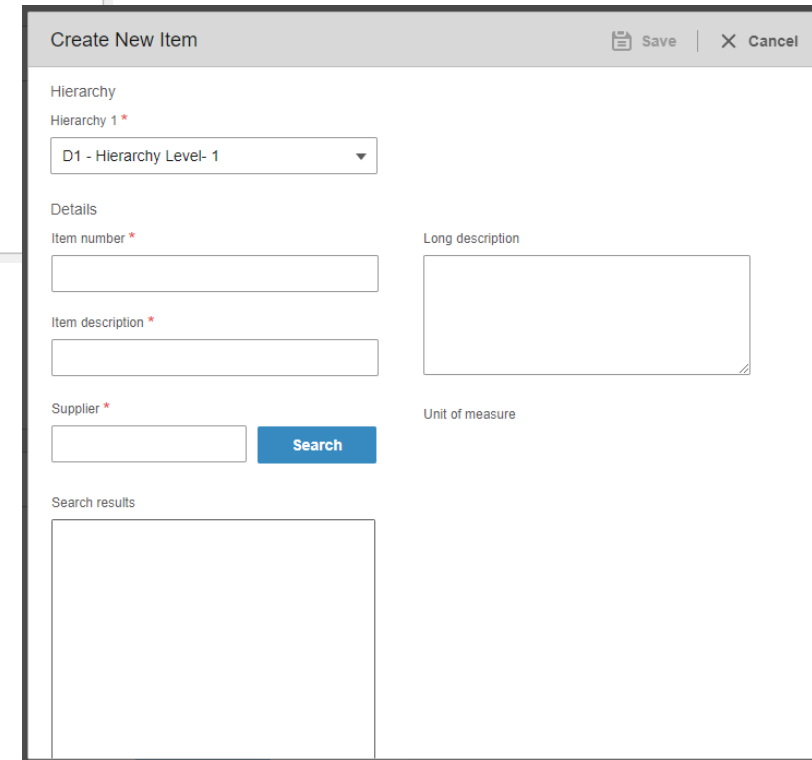 Create New Item
Save
Cancel
Hierarchy
Hierarchy 1 *
D1 - Hierarchy Level- 1
Details
Item number *
Long description
Item description *
Supplier *
Unit of measure
Search
Search results